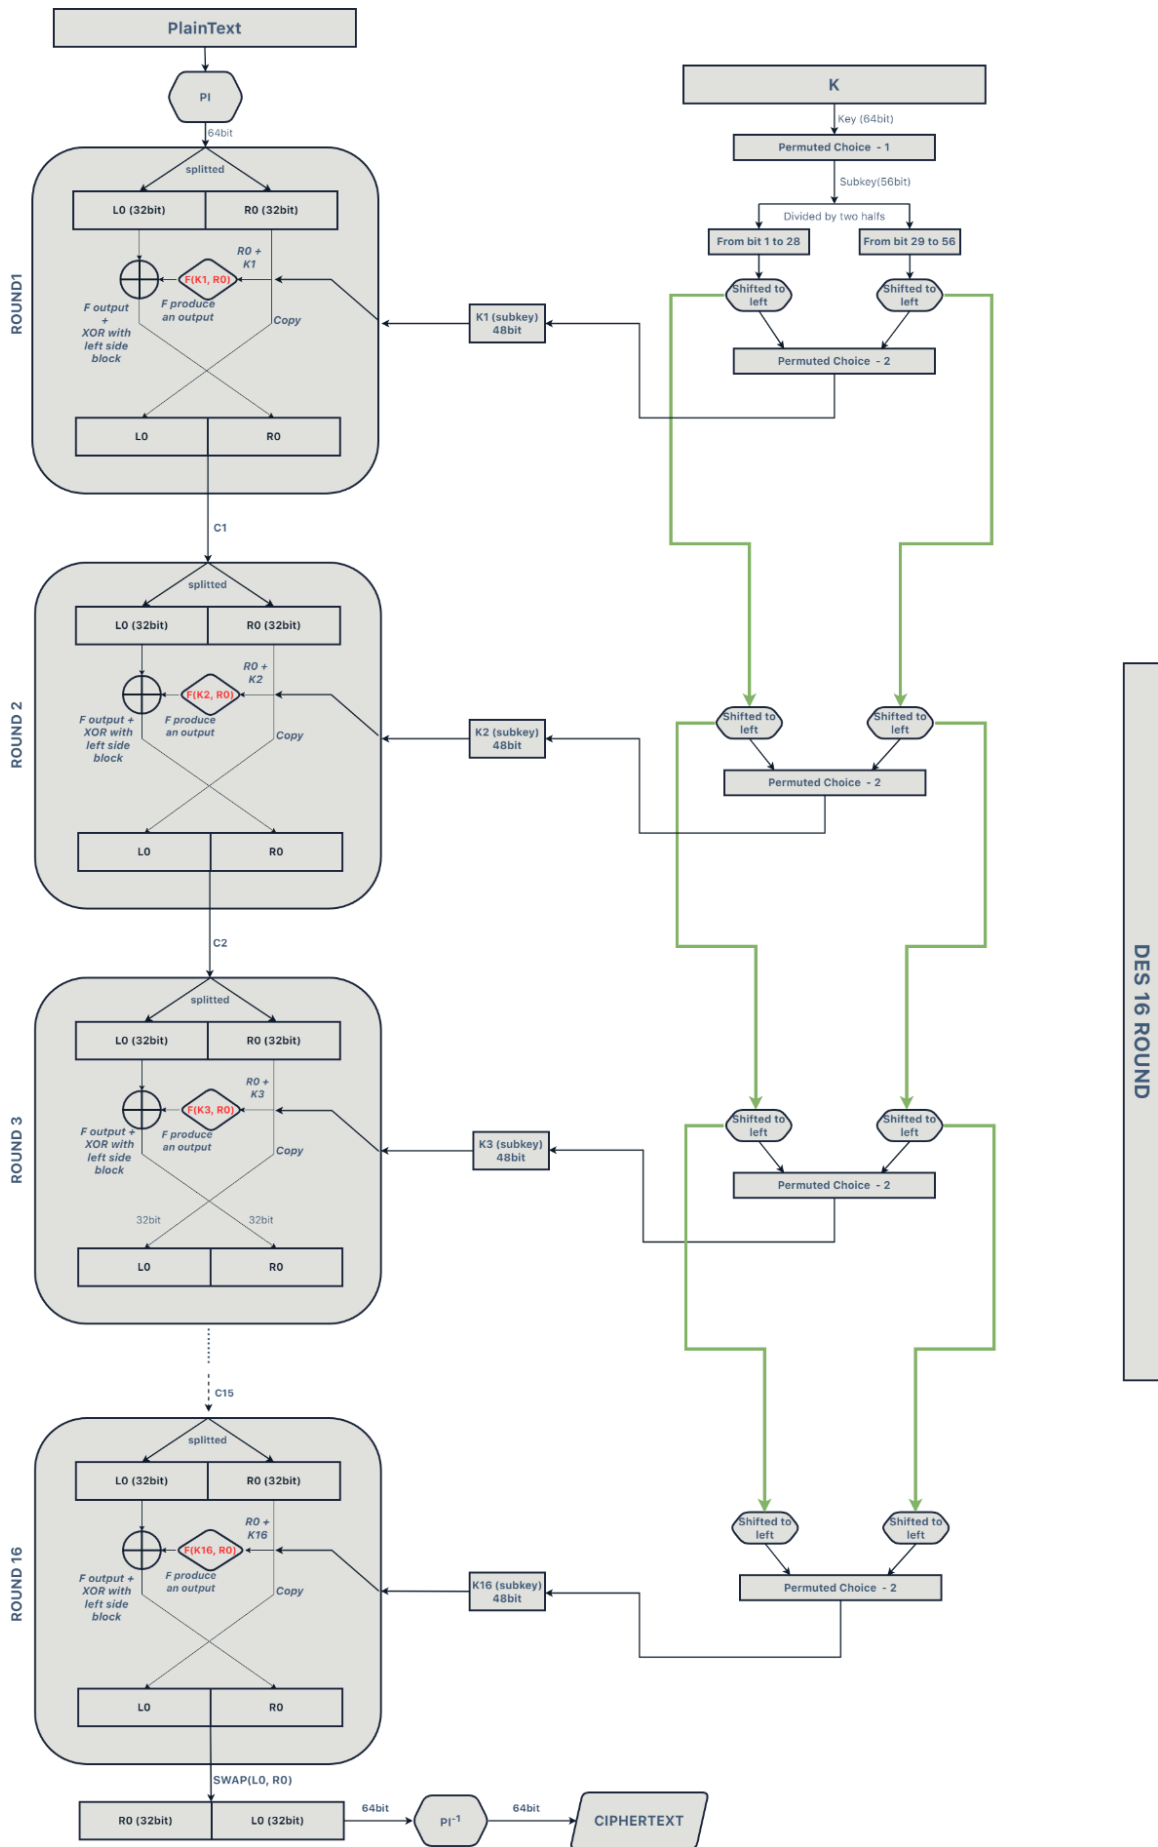 PlainText
PI
64bit
K
Key (64bit)
Permuted Choice - 1
Subkey(56bit)
Divided by two halfs
From bit 1 to 28
From bit 29 to 56
Shifted to
left
Shifted to
left
Permuted Choice - 2
K1 (subkey)
48bit
ROUND1
splitted
L0 (32bit)
R0 (32bit)
R0 +
K1
F(K1, R0)
F output
+
XOR with
left side
block
F produce
an output
Copy
L0
R0
C1
ROUND 2
splitted
L0 (32bit)
R0 (32bit)
R0 +
K2
F(K2, R0)
F output +
XOR with
left side
block
F produce
an output
Copy
L0
R0
K2 (subkey)
48bit
Shifted to
left
Shifted to
left
Permuted Choice - 2
C2
ROUND 3
splitted
L0 (32bit)
R0 (32bit)
R0 +
K3
F(K3, R0)
F output +
XOR with
left side
block
F produce
an output
Copy
32bit
32bit
L0
R0
K3 (subkey)
48bit
Shifted to
left
Shifted to
left
Permuted Choice - 2
C15
ROUND 16
splitted
L0 (32bit)
R0 (32bit)
R0 +
K16
F(K16, R0)
F output +
XOR with
left side
block
F produce
an output
Copy
L0
R0
K16 (subkey)
48bit
Shifted to
left
Shifted to
left
Permuted Choice - 2
SWAP(L0, R0)
R0 (32bit)
L0 (32bit)
64bit
PI⁻¹
64bit
CIPHERTEXT
DES 16 ROUND